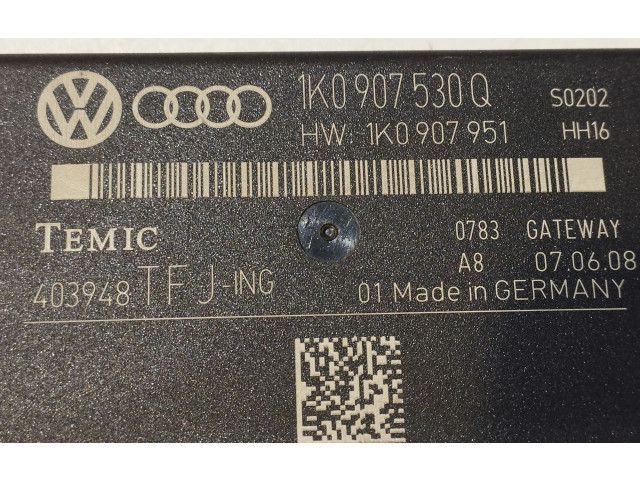 1K0 907 530 Q S0202
HW: 1K0 907 951 HH16
TEMIC 0783 GATEWAY
A8 07.06.08
403948 TFJ-ING 01 Made in GERMANY